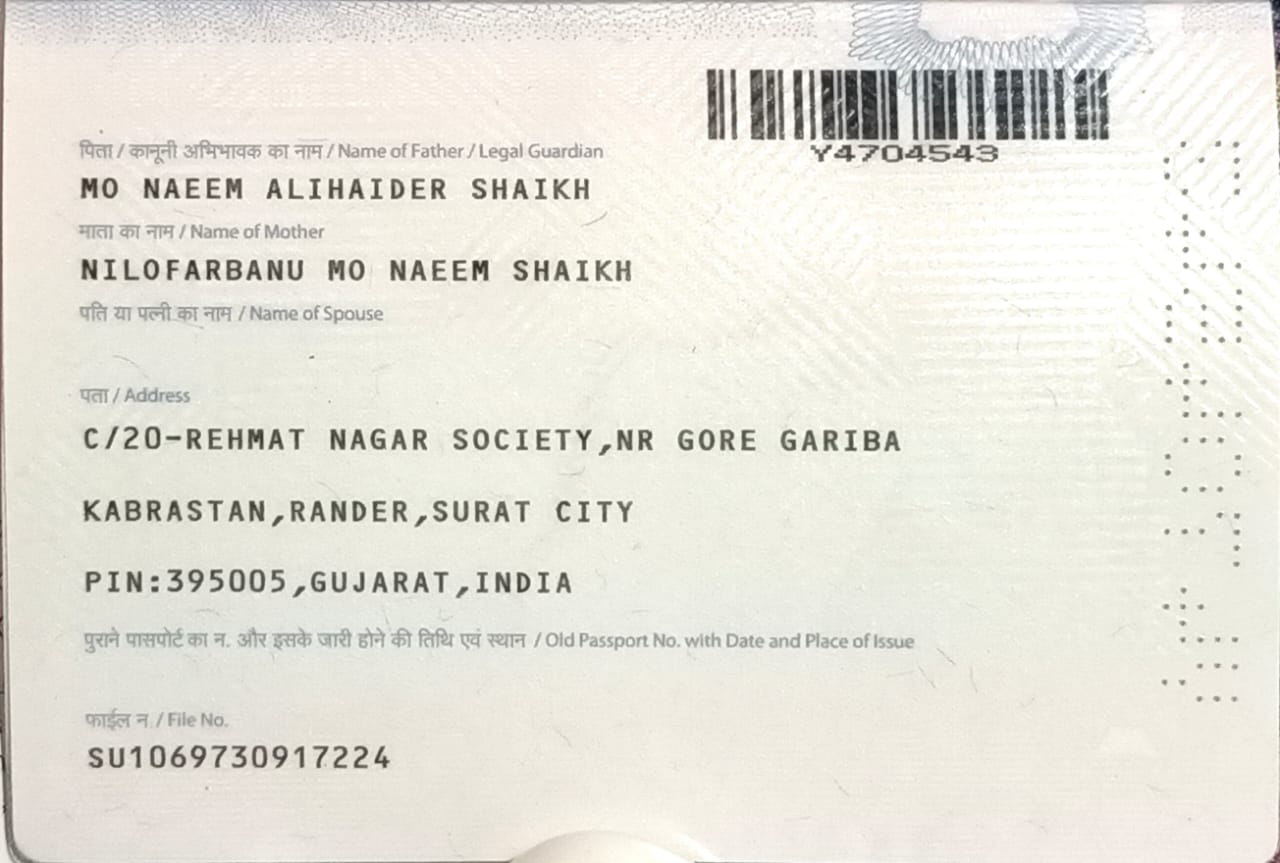 Y4704543
पिता / कानूनी अभिभावक का नाम / Name of Father / Legal Guardian
MO NAEEM ALIHAIDER SHAIKH
माता का नाम / Name of Mother
NILOFARBANU MO NAEEM SHAIKH
पति या पत्नी का नाम / Name of Spouse
पता / Address
C/20-REHMAT NAGAR SOCIETY,NR GORE GARIBA
KABRASTAN,RANDER,SURAT CITY
PIN:395005,GUJARAT,INDIA
पुराने पासपोर्ट का न. और इसके जारी होने की तिथि एवं स्थान / Old Passport No. with Date and Place of Issue
फाईल न / File No.
SU1069730917224